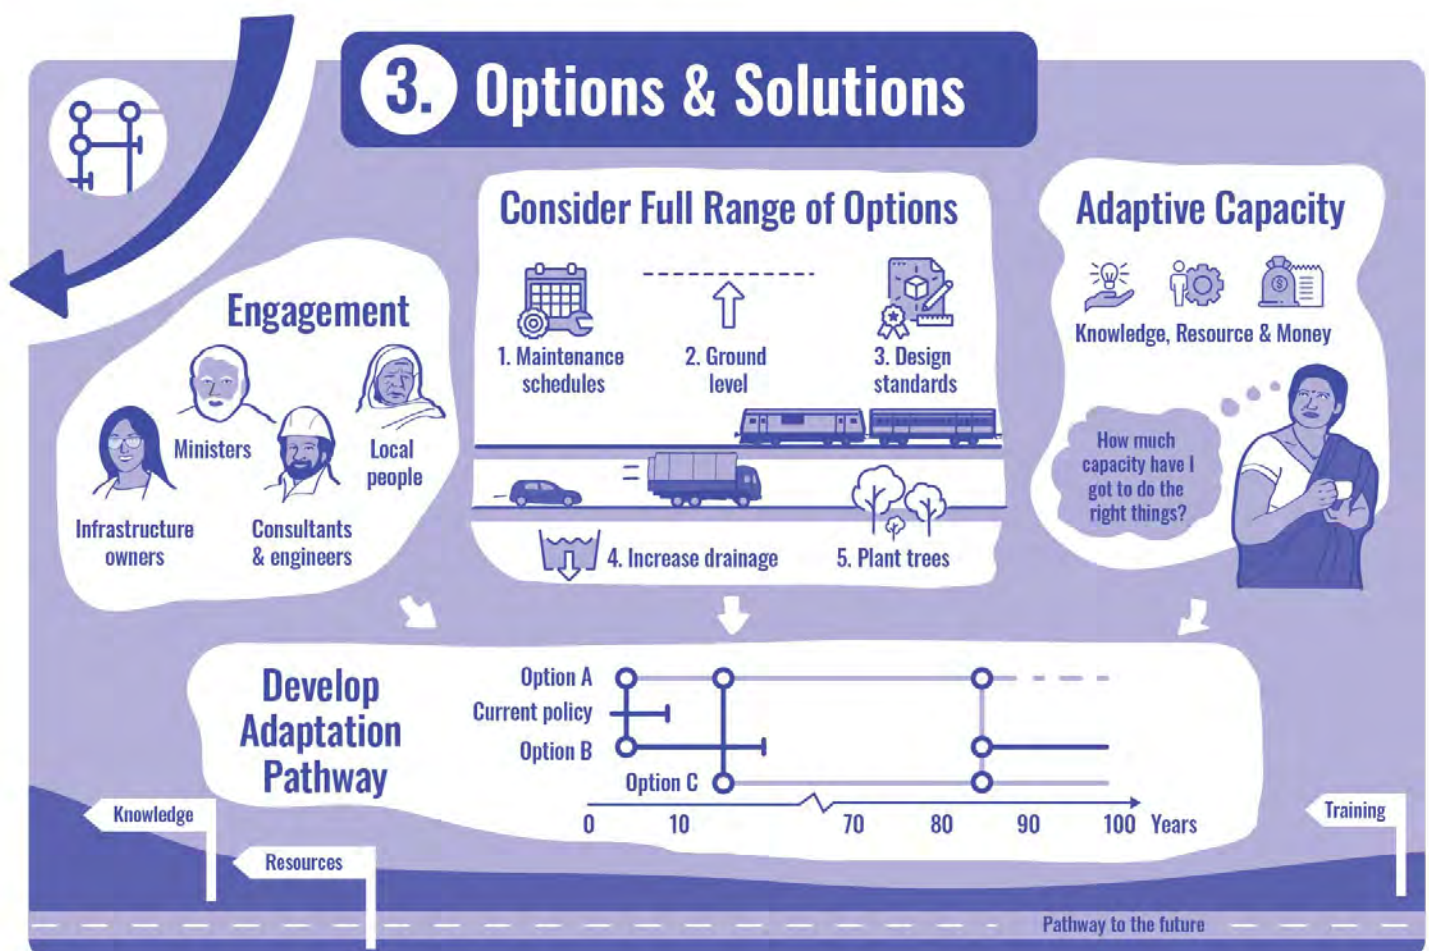 3. Options & Solutions
Engagement
Ministers
Local
people
Infrastructure
owners
Consultants
& engineers
Consider Full Range of Options
1. Maintenance
schedules
2. Ground
level
3. Design
standards
4. Increase drainage
5. Plant trees
Adaptive Capacity
$
Knowledge, Resource & Money
How much
capacity have I
got to do the
right things?
Develop
Adaptation
Pathway
Option A
Current policy
Option B
Option C
0 10 70 80 90 100 Years
Knowledge
Resources
Training
Pathway to the future